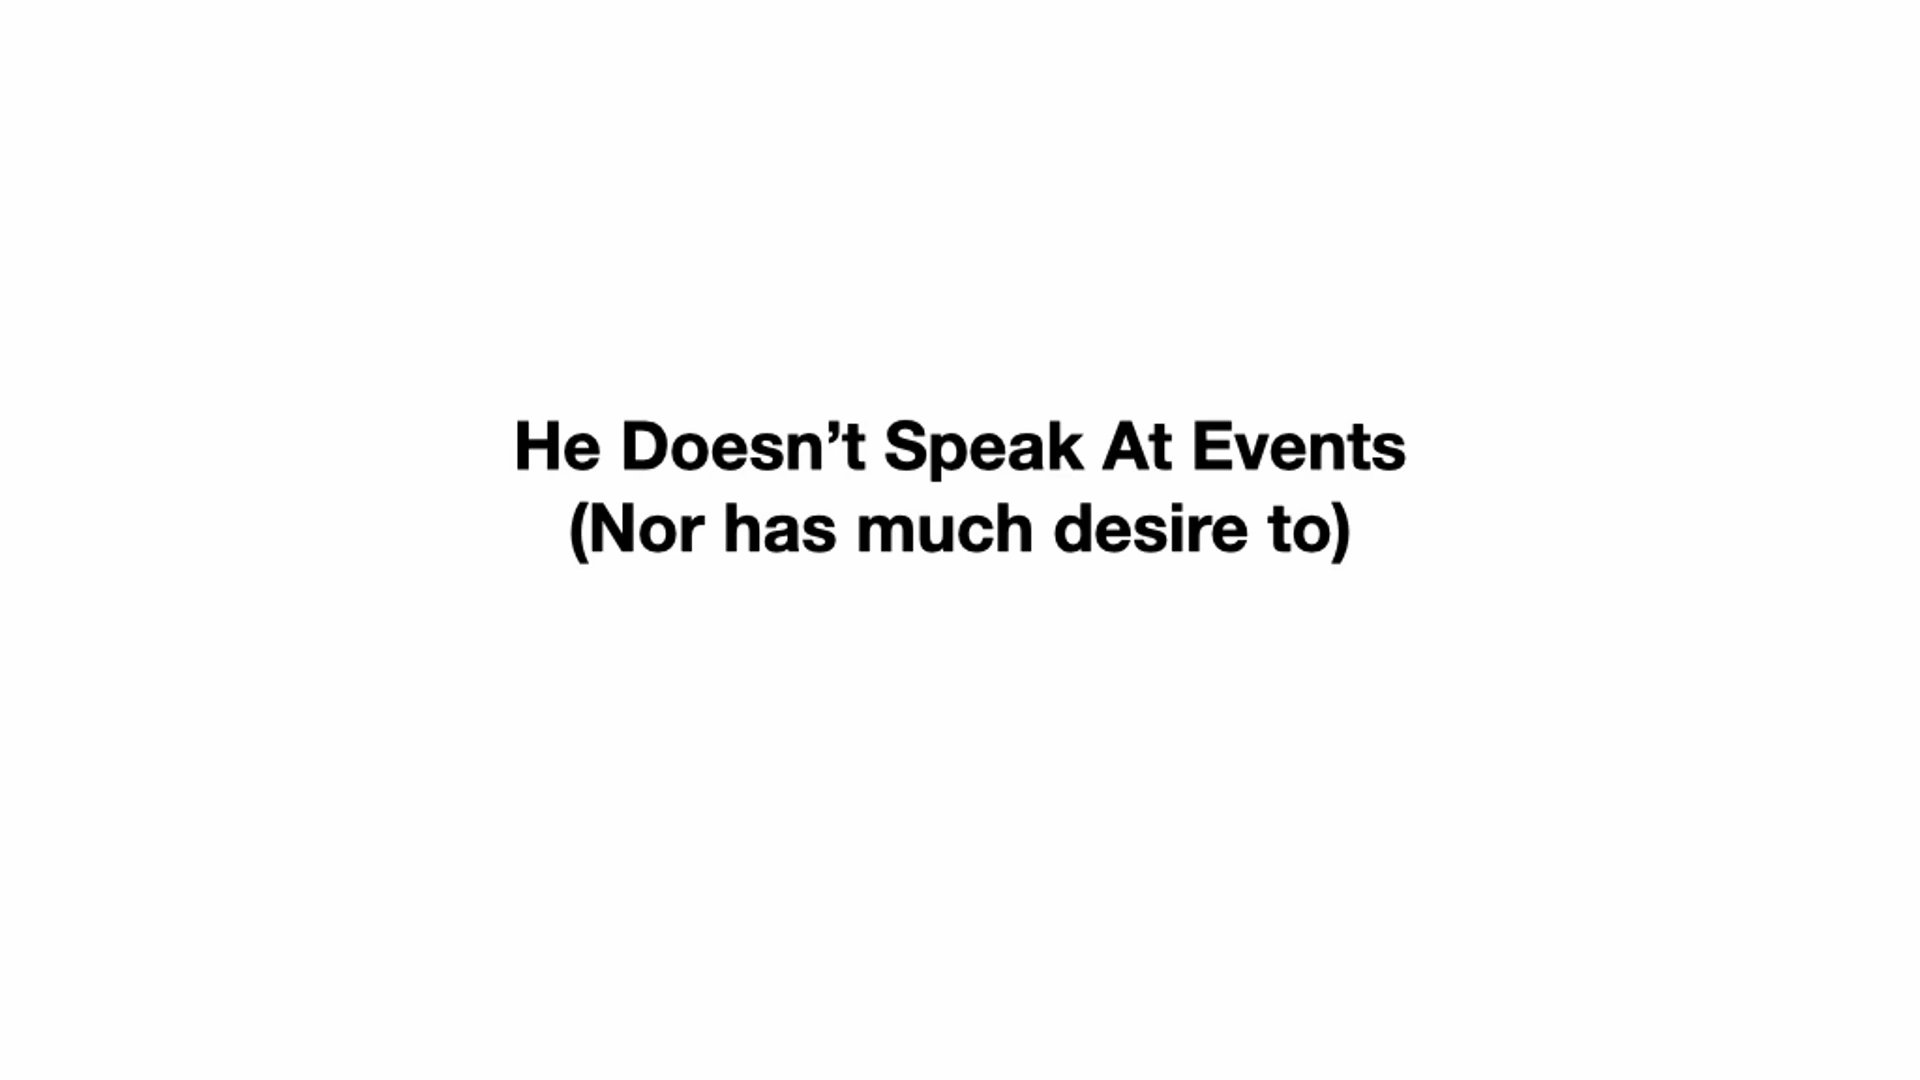 He Doesn’t Speak At Events
(Nor has much desire to)